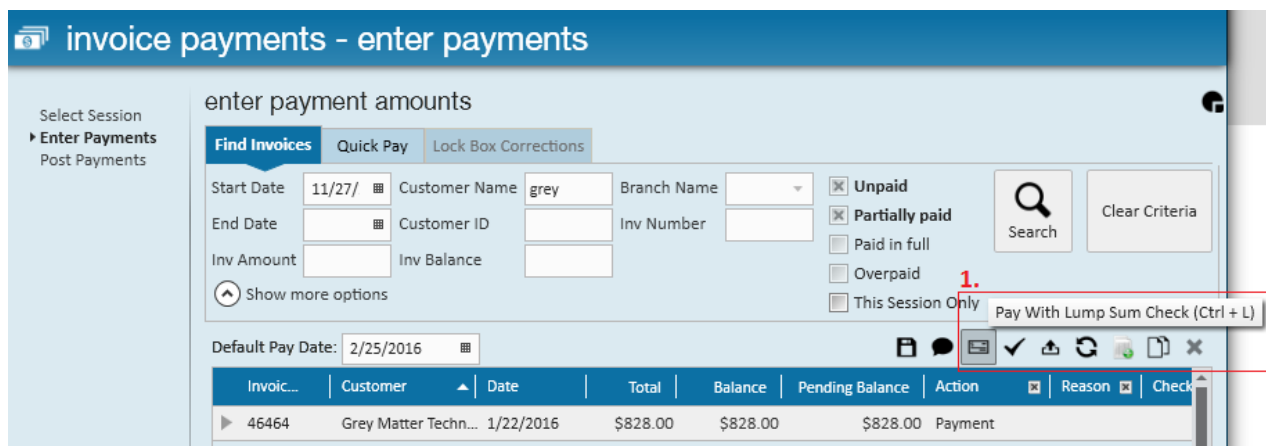 invoice payments - enter payments
Select Session
Enter Payments
Post Payments
enter payment amounts
Find Invoices Quick Pay Lock Box Corrections
Start Date 11/27/ Customer Name grey Branch Name Unpaid
End Date Customer ID Inv Number Partially paid
Search Clear Criteria
Paid in full
Inv Amount Inv Balance
Overpaid
1.
Show more options
This Session Only
Pay With Lump Sum Check (Ctrl + L)
Default Pay Date: 2/25/2016
Invoic... Customer Date Total Balance Pending Balance Action Reason Check
46464 Grey Matter Techn... 1/22/2016 $828.00 $828.00 $828.00 Payment